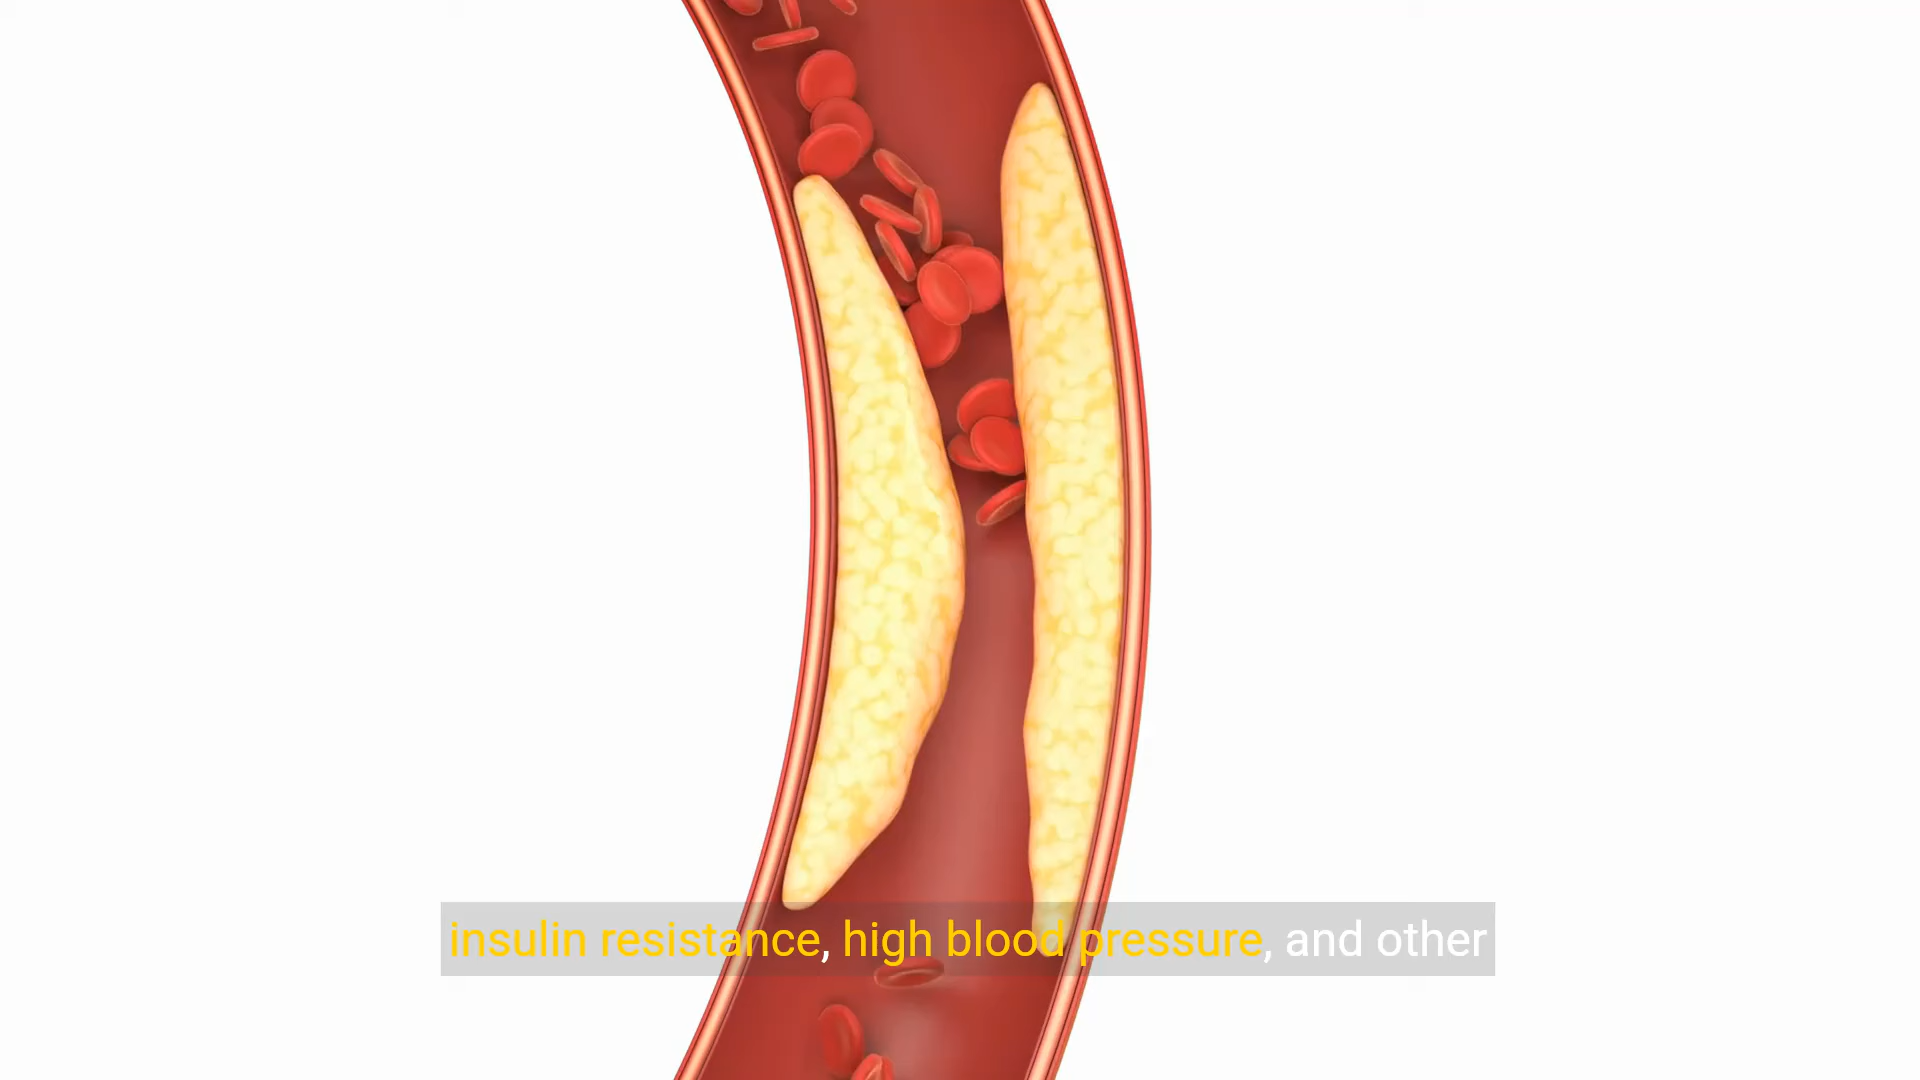 insulin resistance, high blood pressure, and other